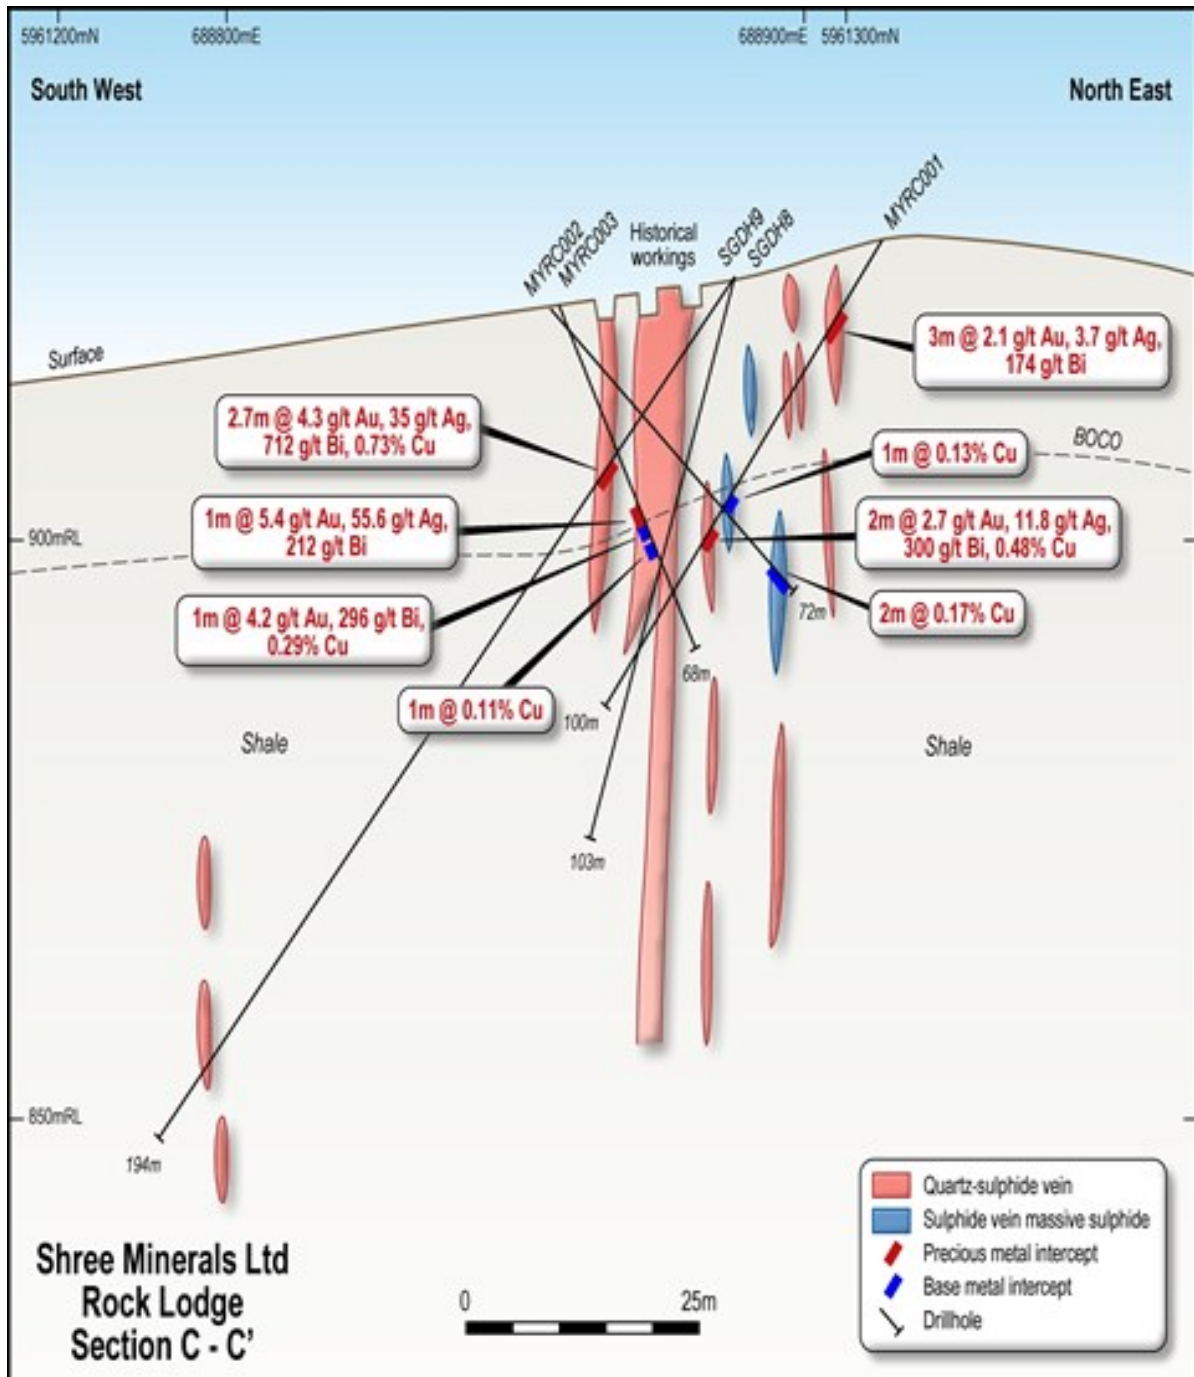 5961200mN
688800mE
688900mE
5961300mN
South West
North East
MYRC002
MYRC003
Historical
workings
SGDH9
SGDH8
MYRC001
Surface
3m @ 2.1 g/t Au, 3.7 g/t Ag,
174 g/t Bi
2.7m @ 4.3 g/t Au, 35 g/t Ag,
712 g/t Bi, 0.73% Cu
BOCO
1m @ 0.13% Cu
1m @ 5.4 g/t Au, 55.6 g/t Ag,
212 g/t Bi
2m @ 2.7 g/t Au, 11.8 g/t Ag,
300 g/t Bi, 0.48% Cu
900mRL
1m @ 4.2 g/t Au, 296 g/t Bi,
0.29% Cu
72m
2m @ 0.17% Cu
68m
1m @ 0.11% Cu
100m
Shale
Shale
103m
850mRL
194m
Shree Minerals Ltd
Rock Lodge
Section C - C'
0
25m
Quartz-sulphide vein
Sulphide vein massive sulphide
Precious metal intercept
Base metal intercept
Drillhole